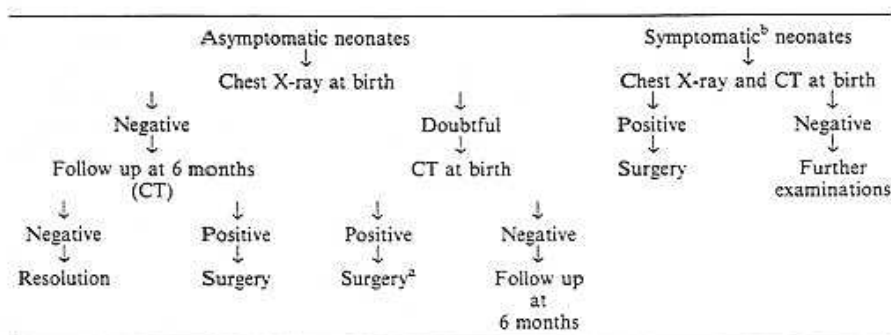 Asymptomatic neonates
Symptomaticᵇ neonates
Chest X-ray at birth
Chest X-ray and CT at birth
Negative
Doubtful
Positive
Negative
Follow up at 6 months
(CT)
CT at birth
Surgery
Further
examinations
Negative
Positive
Positive
Negative
Resolution
Surgery
Surgeryᵃ
Follow up
at
6 months